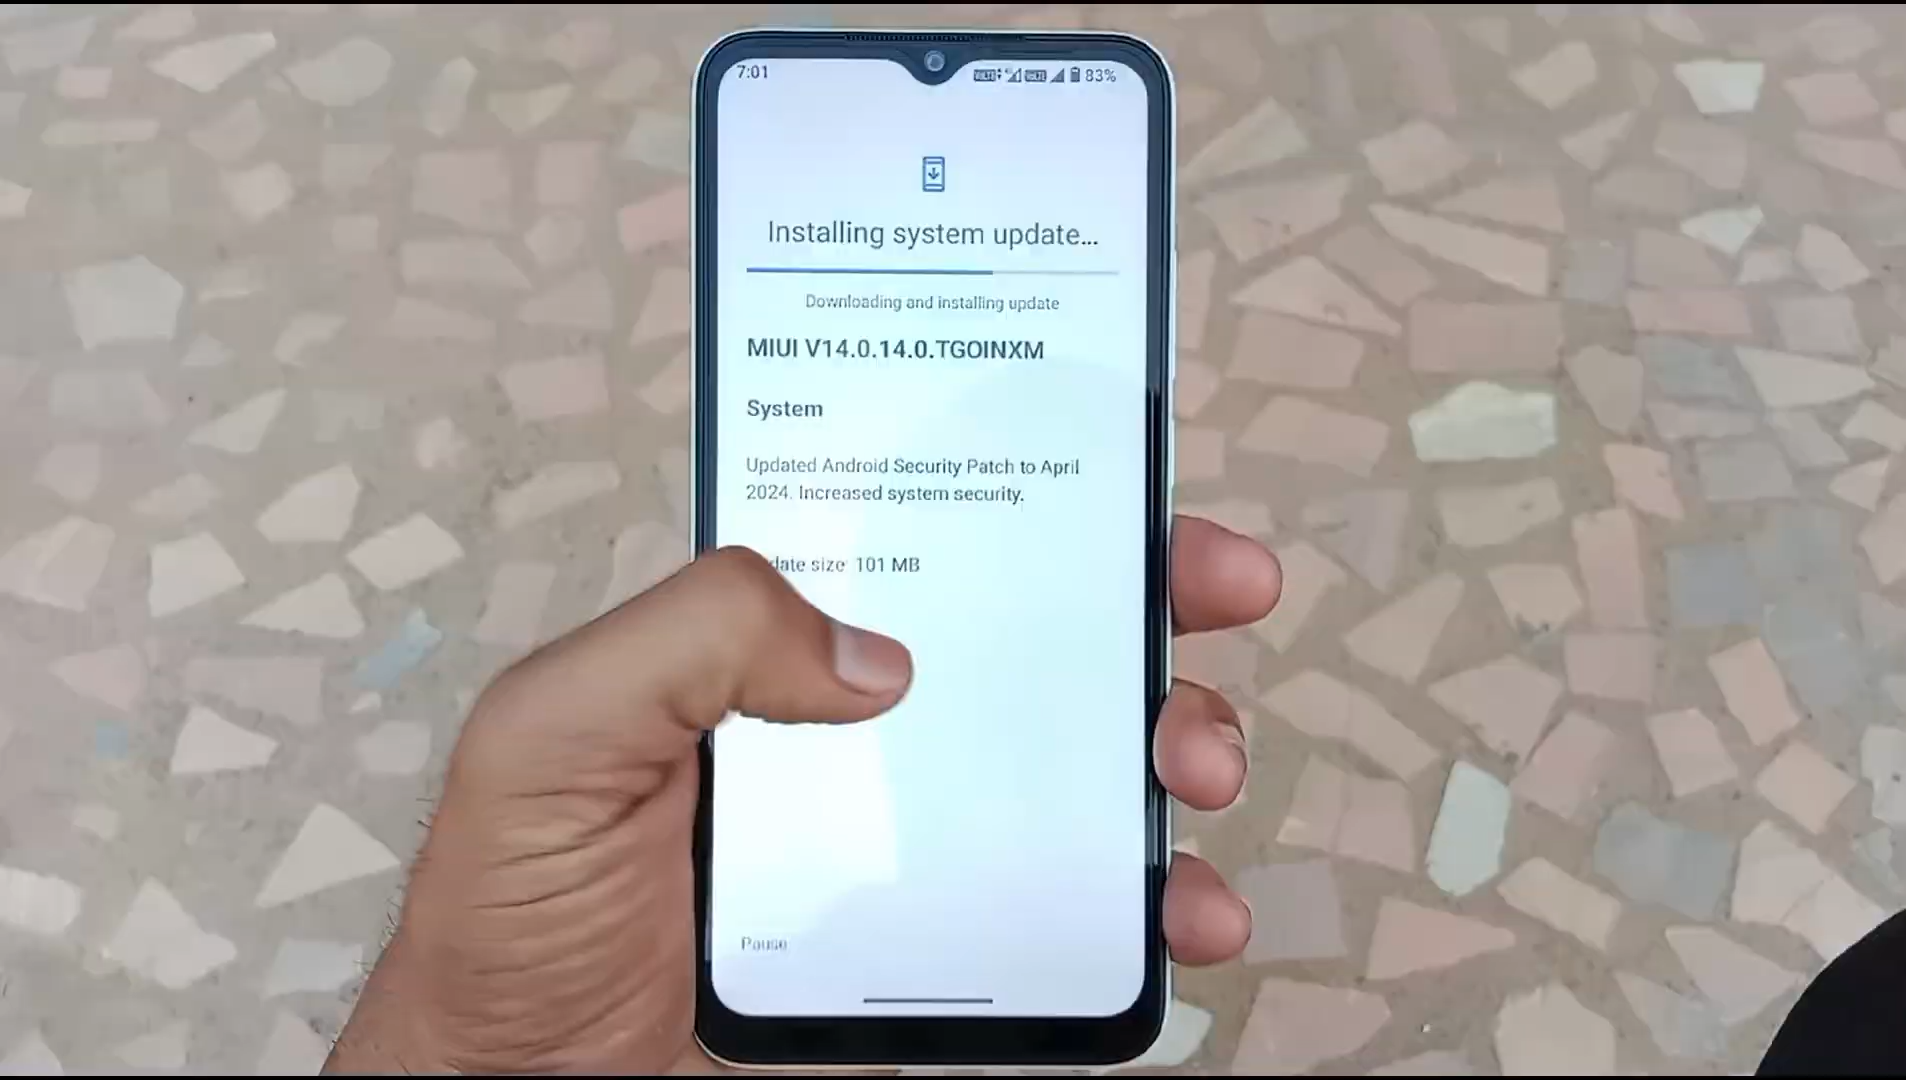 7:01
83%
Installing system update...
Downloading and installing update
MIUI V14.0.14.0.TGOINXM
System
Updated Android Security Patch to April
2024. Increased system security.
date size: 101 MB
Pause